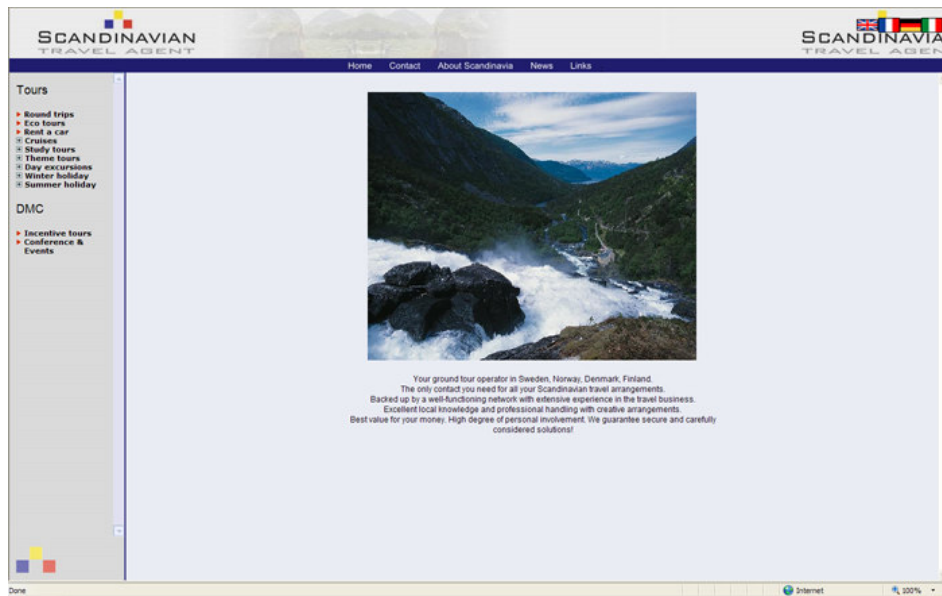 SCANDINAVIAN
TRAVEL AGENT
SCANDINAVIA
TRAVEL AGEN
Home Contact About Scandinavia News Links
Tours
Round trips
Eco tours
Rent a car
Cruises
Study tours
Theme tours
Day excursions
Winter holiday
Summer holiday
DMC
Incentive tours
Conference &
Events
Your ground tour operator in Sweden, Norway, Denmark, Finland.
The only contact you need for all your Scandinavian travel arrangements.
Backed up by a well-functioning network with extensive experience in the travel business.
Excellent local knowledge and professional handling with creative arrangements.
Best value for your money. High degree of personal involvement. We guarantee secure and carefully
considered solutions!
Done Internet 100%